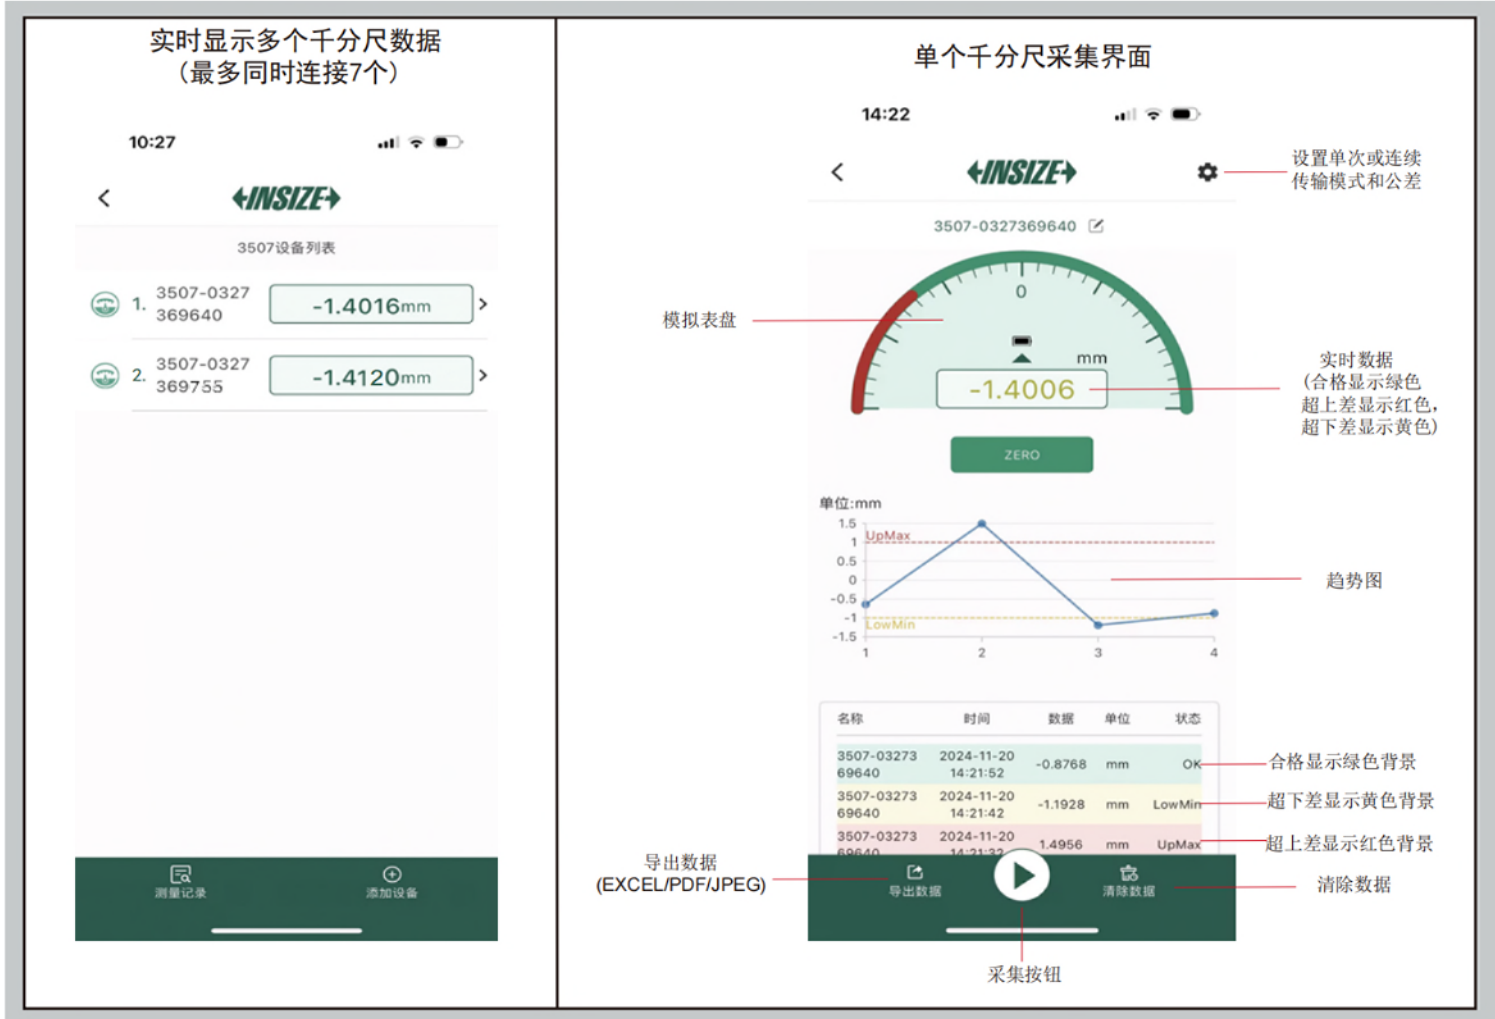 实时显示多个千分尺数据
（最多同时连接7个）
10:27
INSIZE
3507设备列表
1. 3507-0327
369640
-1.4016mm
2. 3507-0327
369755
-1.4120mm
测量记录
添加设备
单个千分尺采集界面
14:22
INSIZE
设置单次或连续
传输模式和公差
3507-0327369640
0
模拟表盘
mm
-1.4006
实时数据
(合格显示绿色
超上差显示红色,
超下差显示黄色)
ZERO
单位:mm
1.5
UpMax
1
0.5
0
-0.5
-1
LowMin
-1.5
1 2 3 4
趋势图
名称 时间 数据 单位 状态
3507-03273 2024-11-20
69640 14:21:52
-0.8768 mm OK
合格显示绿色背景
3507-03273 2024-11-20
69640 14:21:42
-1.1928 mm LowMin
超下差显示黄色背景
3507-03273 2024-11-20
69640 14:21:32
1.4956 mm UpMax
超上差显示红色背景
导出数据
(EXCEL/PDF/JPEG)
导出数据
清除数据
清除数据
采集按钮